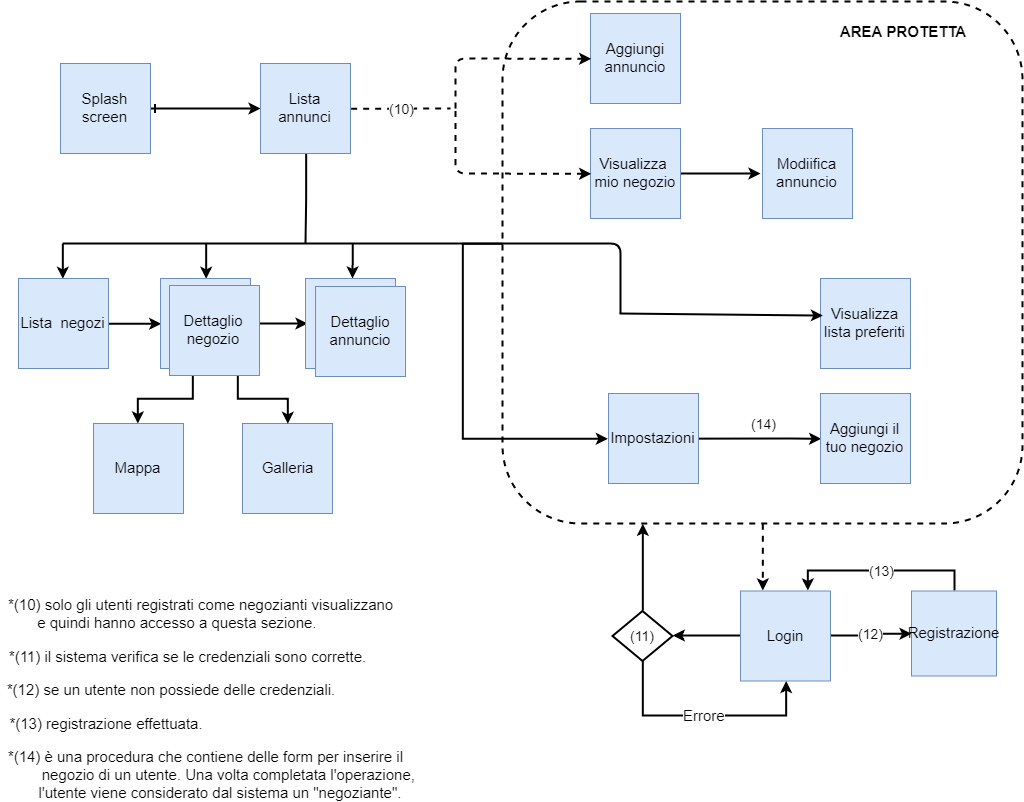 AREA PROTETTA
Aggiungi
annuncio
Splash
screen
Lista
annunci
(10)
Visualizza
mio negozio
Modiifica
annuncio
Lista negozi
Dettaglio
negozio
Dettaglio
annuncio
Visualizza
lista preferiti
Impostazioni
(14)
Aggiungi il
tuo negozio
Mappa
Galleria
(13)
(11)
Login
(12)
Registrazione
Errore
*(10) solo gli utenti registrati come negozianti visualizzano
e quindi hanno accesso a questa sezione.
*(11) il sistema verifica se le credenziali sono corrette.
*(12) se un utente non possiede delle credenziali.
*(13) registrazione effettuata.
*(14) è una procedura che contiene delle form per inserire il
negozio di un utente. Una volta completata l'operazione,
l'utente viene considerato dal sistema un "negoziante".